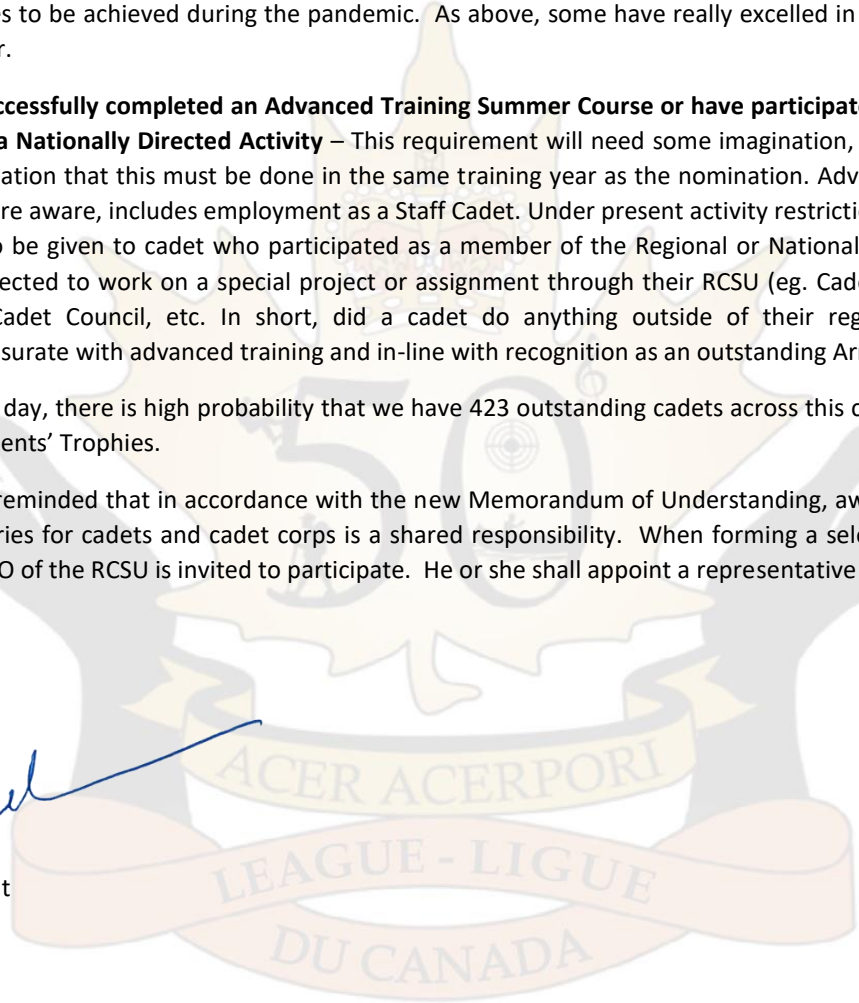 es to be achieved during the pandemic.  As above, some have really excelled in
r.
ccessfully completed an Advanced Training Summer Course or have participat
a Nationally Directed Activity – This requirement will need some imagination,
ation that this must be done in the same training year as the nomination. Adv
re aware, includes employment as a Staff Cadet. Under present activity restricti
o be given to cadet who participated as a member of the Regional or National
ected to work on a special project or assignment through their RCSU (eg. Cade
Cadet Council, etc. In short, did a cadet do anything outside of their reg
surate with advanced training and in-line with recognition as an outstanding Ar
day, there is high probability that we have 423 outstanding cadets across this c
ents’ Trophies.
reminded that in accordance with the new Memorandum of Understanding, aw
ries for cadets and cadet corps is a shared responsibility.  When forming a sel
O of the RCSU is invited to participate.  He or she shall appoint a representative
50
ACER ACERPORI
LEAGUE - LIGUE
t
DU CANADA